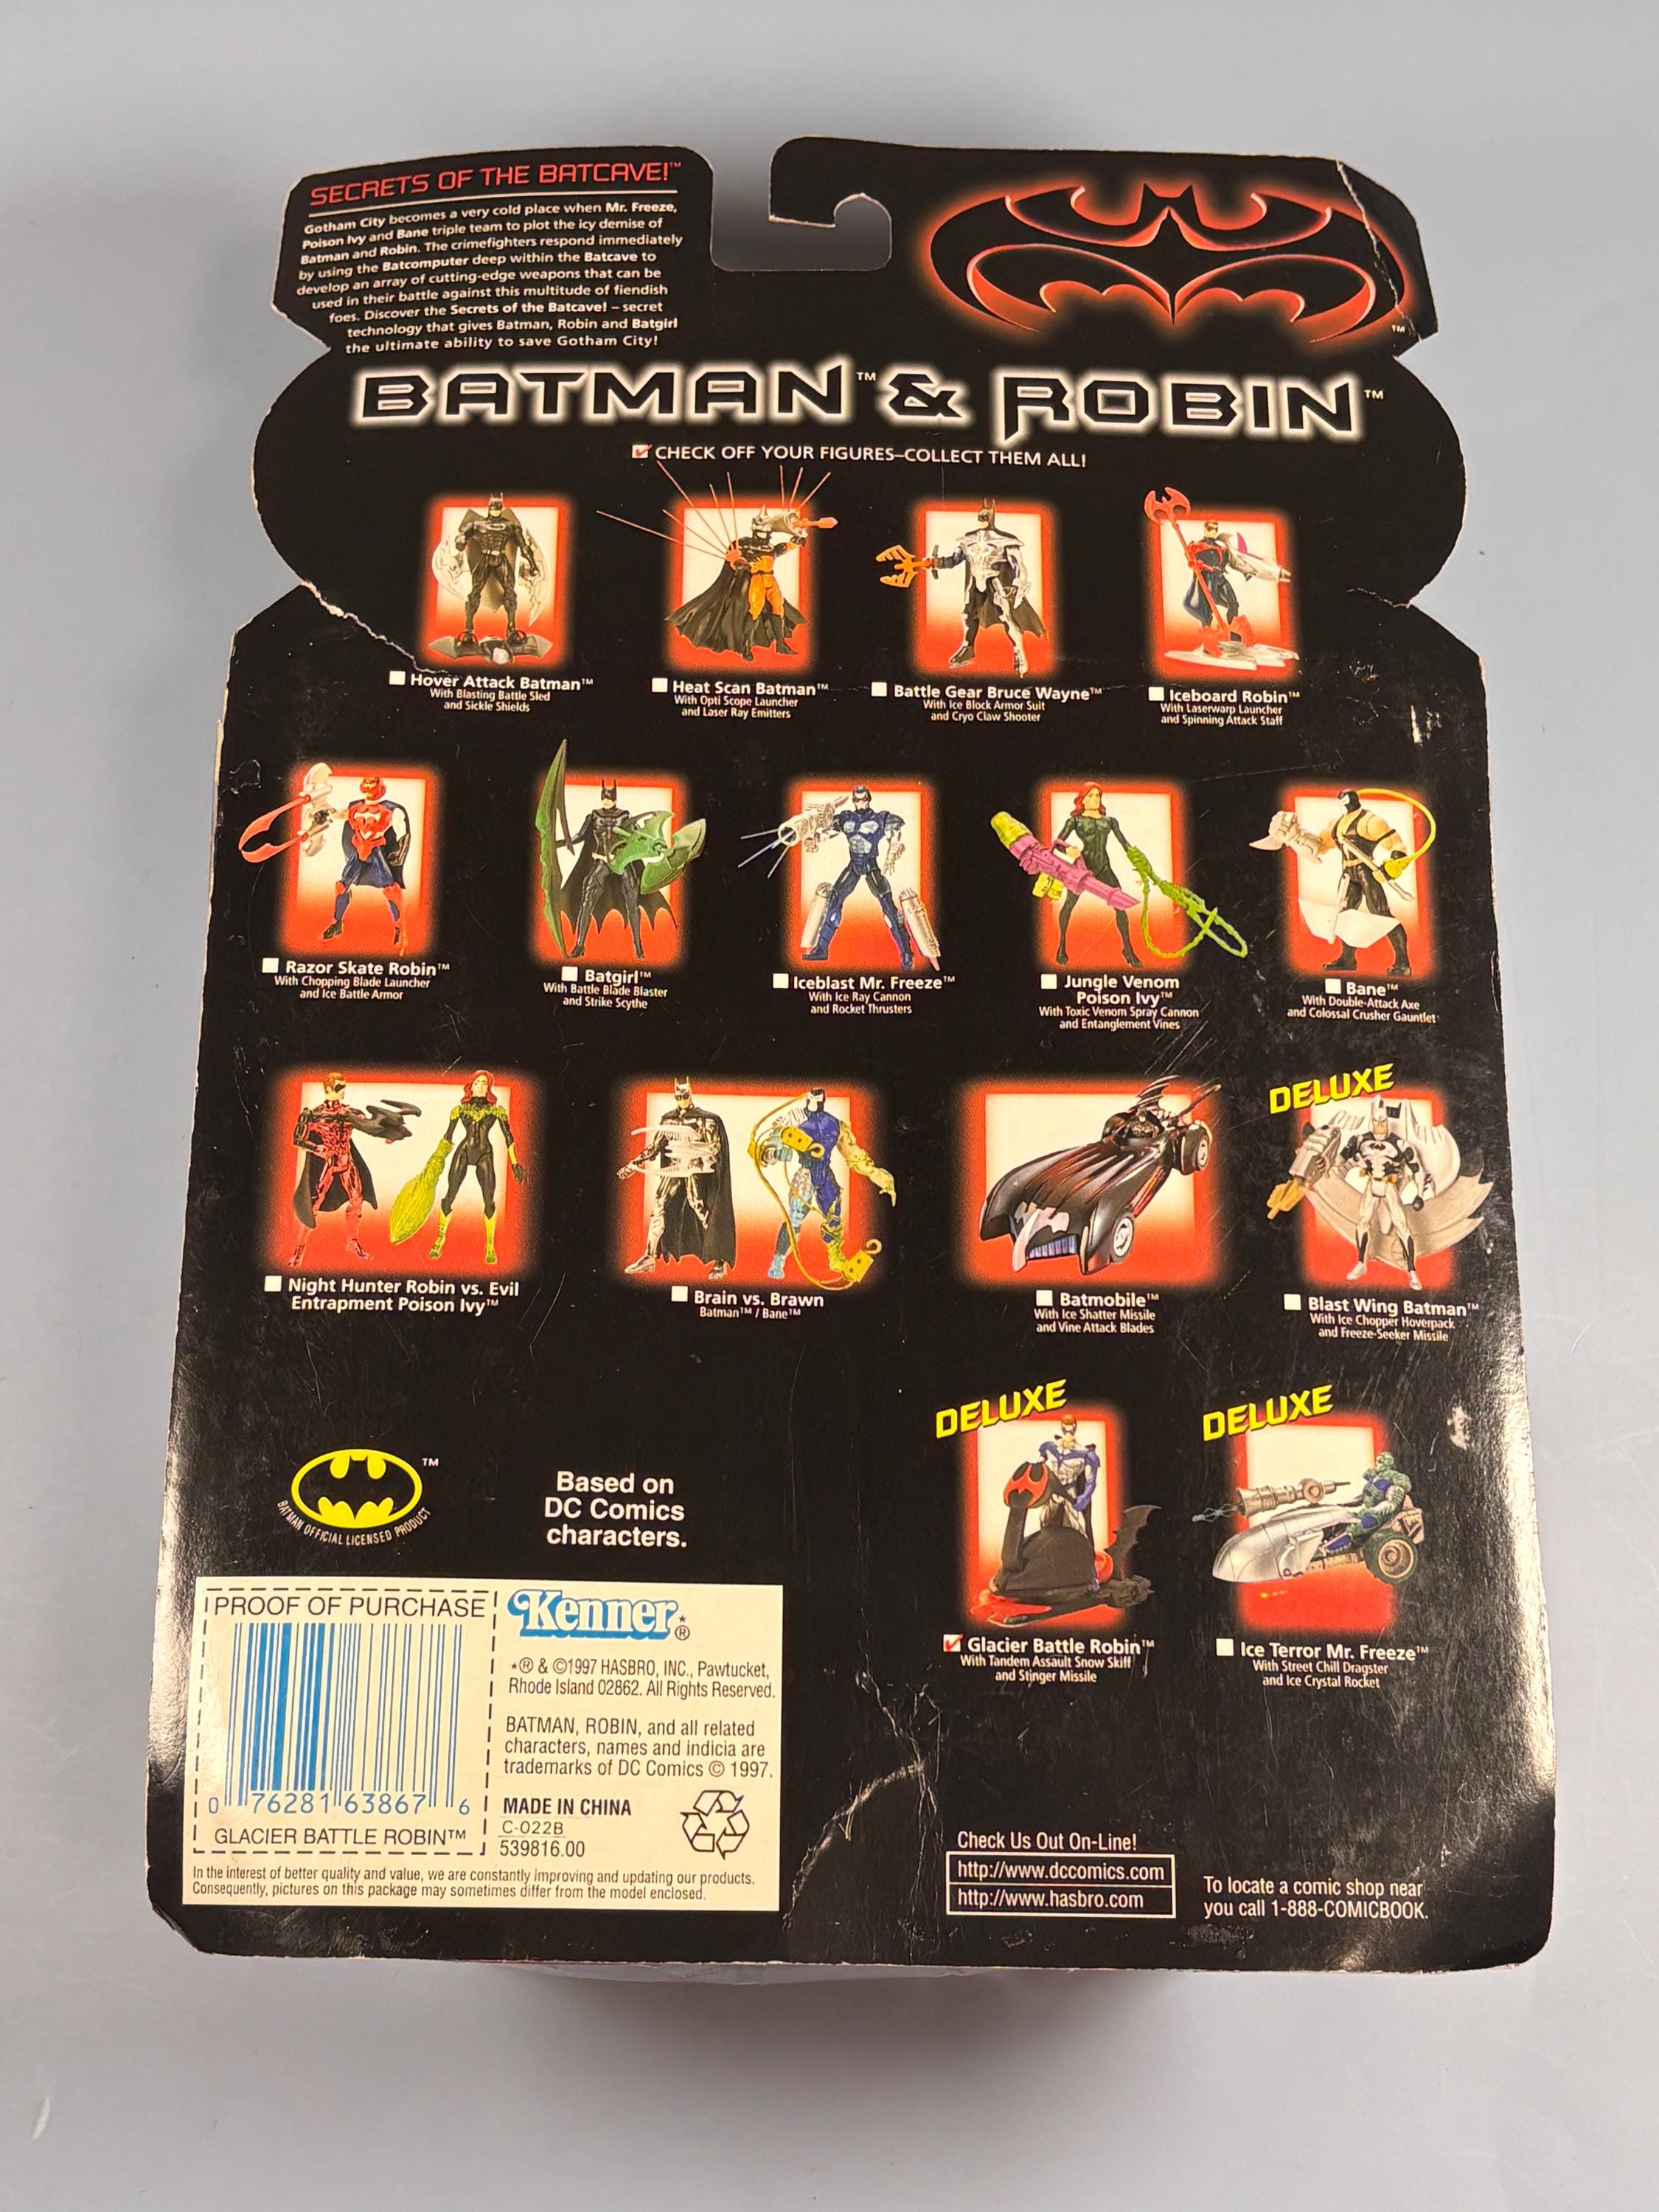 SECRETS OF THE BATCAVE!™
Gotham City becomes a very cold place when Mr. Freeze,
Poison Ivy and Bane triple team to plot the icy demise of
Batman and Robin. The crimefighters respond immediately
by using the Batcomputer deep within the Batcave to
develop an array of cutting-edge weapons that can be
used in their battle against this multitude of fiendish
foes. Discover the Secrets of the Batcave! – secret
technology that gives Batman, Robin and Batgirl
the ultimate ability to save Gotham City!
TM
BATMAN™ & ROBIN™
CHECK OFF YOUR FIGURES–COLLECT THEM ALL!
Hover Attack Batman™
With Blasting Battle Sled
and Sickle Shields
Heat Scan Batman™
With Opti Scope Launcher
and Laser Ray Emitters
Battle Gear Bruce Wayne™
With Ice Block Armor Suit
and Cryo Claw Shooter
Iceboard Robin™
With Laserwarp Launcher
and Spinning Attack Staff
Razor Skate Robin™
With Chopping Blade Launcher
and Ice Battle Armor
Batgirl™
With Battle Blade Blaster
and Strike Scythe
Iceblast Mr. Freeze™
With Ice Ray Cannon
and Rocket Thrusters
Jungle Venom
Poison Ivy™
With Toxic Venom Spray Cannon
and Entanglement Vines
Bane™
With Double-Attack Axe
and Colossal Crusher Gauntlet
Night Hunter Robin vs. Evil
Entrapment Poison Ivy™
Brain vs. Brawn
Batman™ / Bane™
Batmobile™
With Ice Shatter Missile
and Vine Attack Blades
DELUXE
Blast Wing Batman™
With Ice Chopper Hoverpack
and Freeze-Seeker Missile
DELUXE
Glacier Battle Robin™
With Tandem Assault Snow Skiff
and Stinger Missile
DELUXE
Ice Terror Mr. Freeze™
With Street Chill Dragster
and Ice Crystal Rocket
TM
BATMAN OFFICIAL LICENSED PRODUCT
Based on
DC Comics
characters.
PROOF OF PURCHASE
0 76281 63867 6
GLACIER BATTLE ROBIN™
Kenner*®
*® & ©1997 HASBRO, INC., Pawtucket,
Rhode Island 02862. All Rights Reserved.
BATMAN, ROBIN, and all related
characters, names and indicia are
trademarks of DC Comics © 1997.
MADE IN CHINA
C-022B
539816.00
In the interest of better quality and value, we are constantly improving and updating our products.
Consequently, pictures on this package may sometimes differ from the model enclosed.
Check Us Out On-Line!
http://www.dccomics.com
http://www.hasbro.com
To locate a comic shop near
you call 1-888-COMICBOOK.